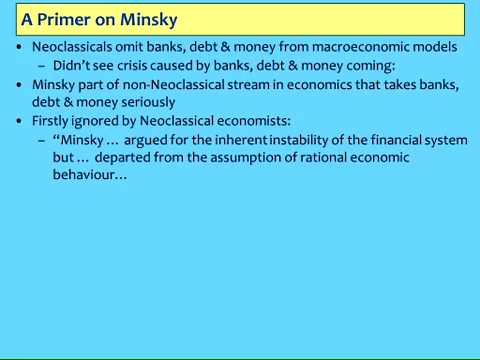 A Primer on Minsky
• Neoclassicals omit banks, debt & money from macroeconomic models
– Didn't see crisis caused by banks, debt & money coming:
• Minsky part of non-Neoclassical stream in economics that takes banks,
debt & money seriously
• Firstly ignored by Neoclassical economists:
– "Minsky … argued for the inherent instability of the financial system
but … departed from the assumption of rational economic
behaviour…